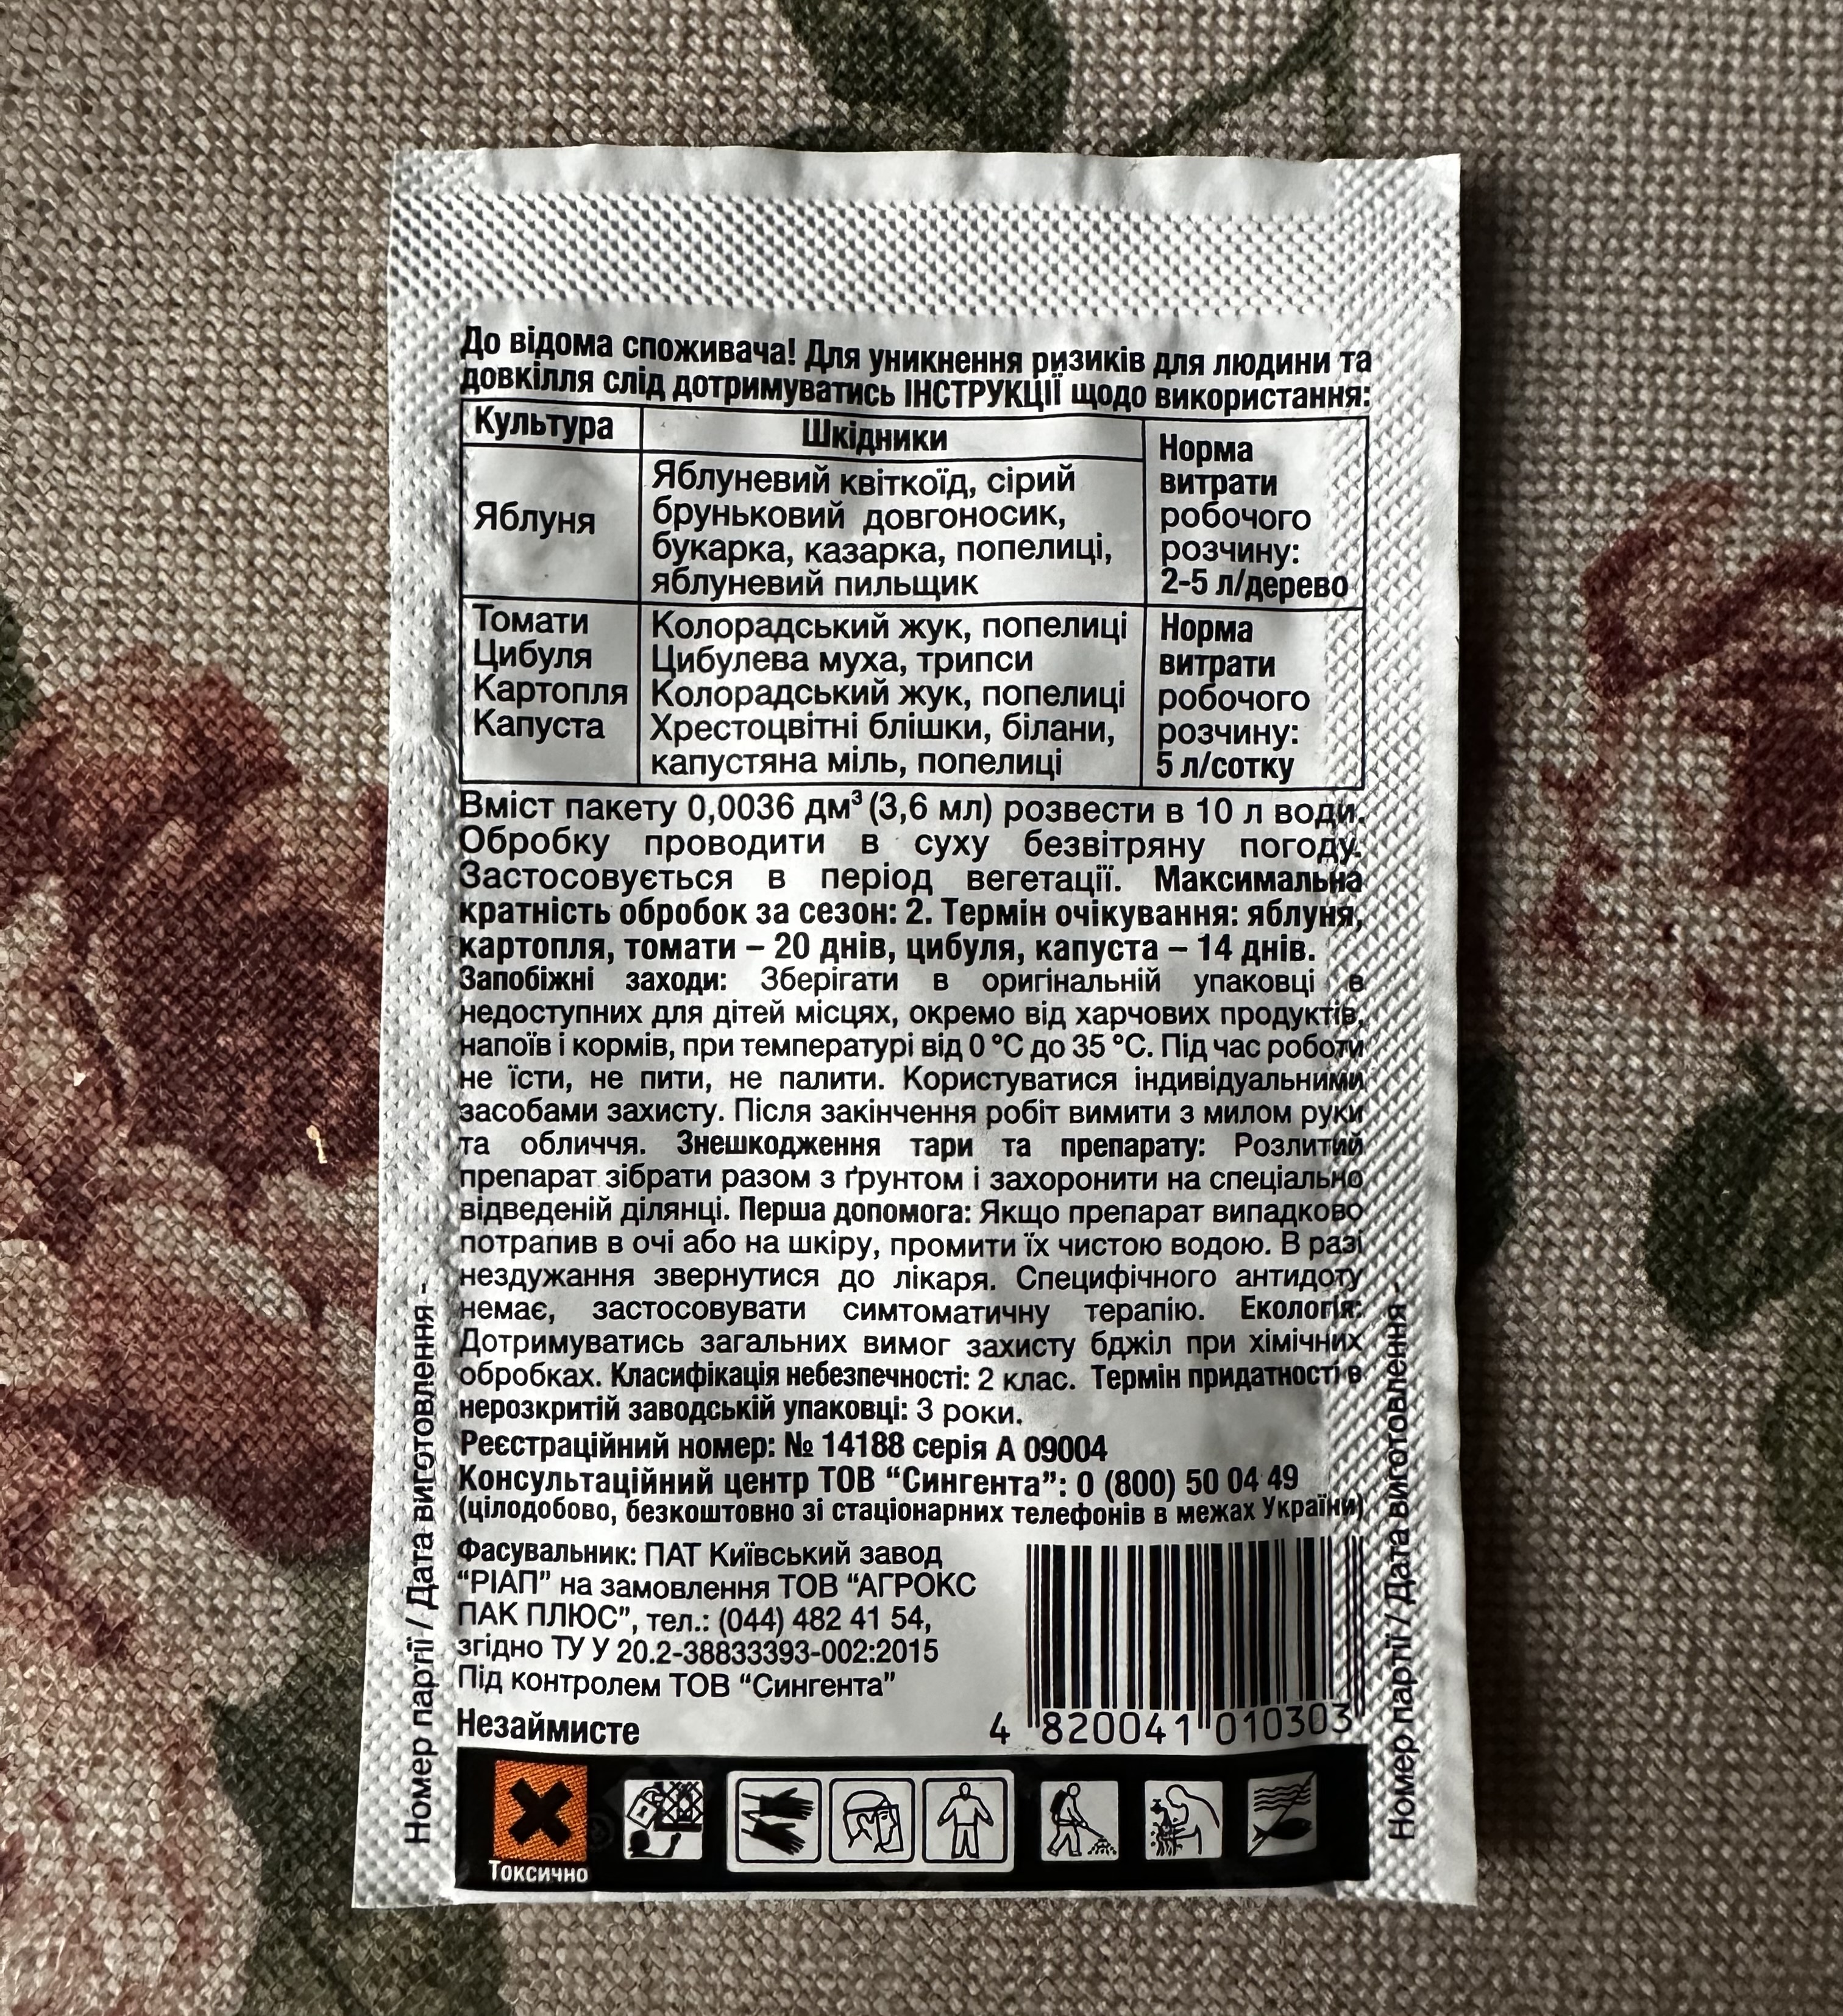 До відома споживача! Для уникнення ризиків для людини та
довкілля слід дотримуватись ІНСТРУКЦІЇ щодо використання:
Культура
Шкідники
Норма
витрати
робочого
розчину:
2-5 л/дерево
Яблуня
Яблуневий квіткоїд, сірий
бруньковий довгоносик,
букарка, казарка, попелиці,
яблуневий пильщик
Томати
Колорадський жук, попелиці
Цибуля
Цибулева муха, трипси
Картопля
Колорадський жук, попелиці
Капуста
Хрестоцвітні блішки, білани,
капустяна міль, попелиці
Норма
витрати
робочого
розчину:
5 л/сотку
Вміст пакету 0,0036 дм³ (3,6 мл) розвести в 10 л води.
Обробку проводити в суху безвітряну погоду.
Застосовується в період вегетації. Максимальна
кратність обробок за сезон: 2. Термін очікування: яблуня,
картопля, томати – 20 днів, цибуля, капуста – 14 днів.
Запобіжні заходи: Зберігати в оригінальній упаковці в
недоступних для дітей місцях, окремо від харчових продуктів,
напоїв і кормів, при температурі від 0 °С до 35 °С. Під час роботи
не їсти, не пити, не палити. Користуватися індивідуальними
засобами захисту. Після закінчення робіт вимити з милом руки
та обличчя. Знешкодження тари та препарату: Розлитий
препарат зібрати разом з ґрунтом і захоронити на спеціально
відведеній ділянці. Перша допомога: Якщо препарат випадково
потрапив в очі або на шкіру, промити їх чистою водою. В разі
нездужання звернутися до лікаря. Специфічного антидоту
немає, застосовувати симтоматичну терапію. Екологія:
Дотримуватись загальних вимог захисту бджіл при хімічних
обробках. Класифікація небезпечності: 2 клас. Термін придатності в
нерозкритій заводській упаковці: 3 роки.
Реєстраційний номер: № 14188 серія А 09004
Консультаційний центр ТОВ “Сингента”: 0 (800) 50 04 49
(цілодобово, безкоштовно зі стаціонарних телефонів в межах України)
Фасувальник: ПАТ Київський завод
“РІАП” на замовлення ТОВ “АГРОКС
ПАК ПЛЮС”, тел.: (044) 482 41 54,
згідно ТУ У 20.2-38833393-002:2015
Під контролем ТОВ “Сингента”
Незаймисте
4 820041 010303
Токсично
Номер партії / Дата виготовлення -
Номер партії / Дата виготовлення -